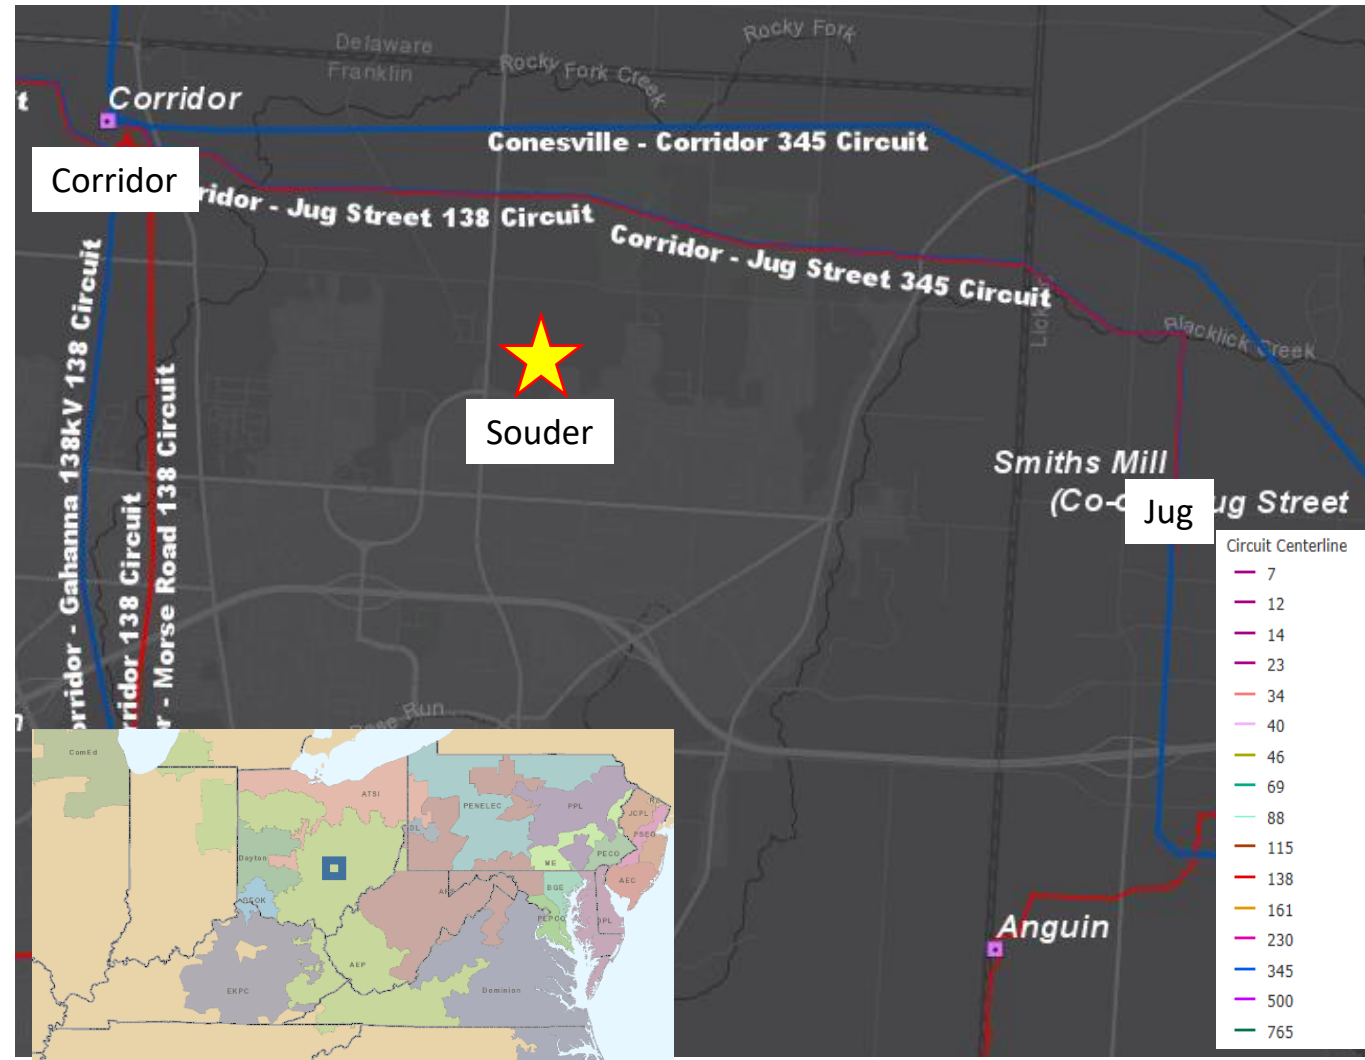 Delaware
Franklin
Rocky Fork Creek
Rocky Fork
t
Corridor
Corridor
Conesville - Corridor 345 Circuit
ridor - Jug Street 138 Circuit
Corridor - Jug Street 345 Circuit
Blacklick Creek
Souder
Smiths Mill
(Co-
ug Street
Jug
orridor - Gahanna 138kV 138 Circuit
ridor 138 Circuit
r - Morse Road 138 Circuit
Rose Run
Anguin
Circuit Centerline
7
12
14
23
34
40
46
69
88
115
138
161
230
345
500
765
ComEd
ATSI
PENELEC
PPL
JCPL
PSEG
DL
Dayton
ME
PECO
AEC
BGE
PEPCO
DPL
AEP
EKPC
Dominion